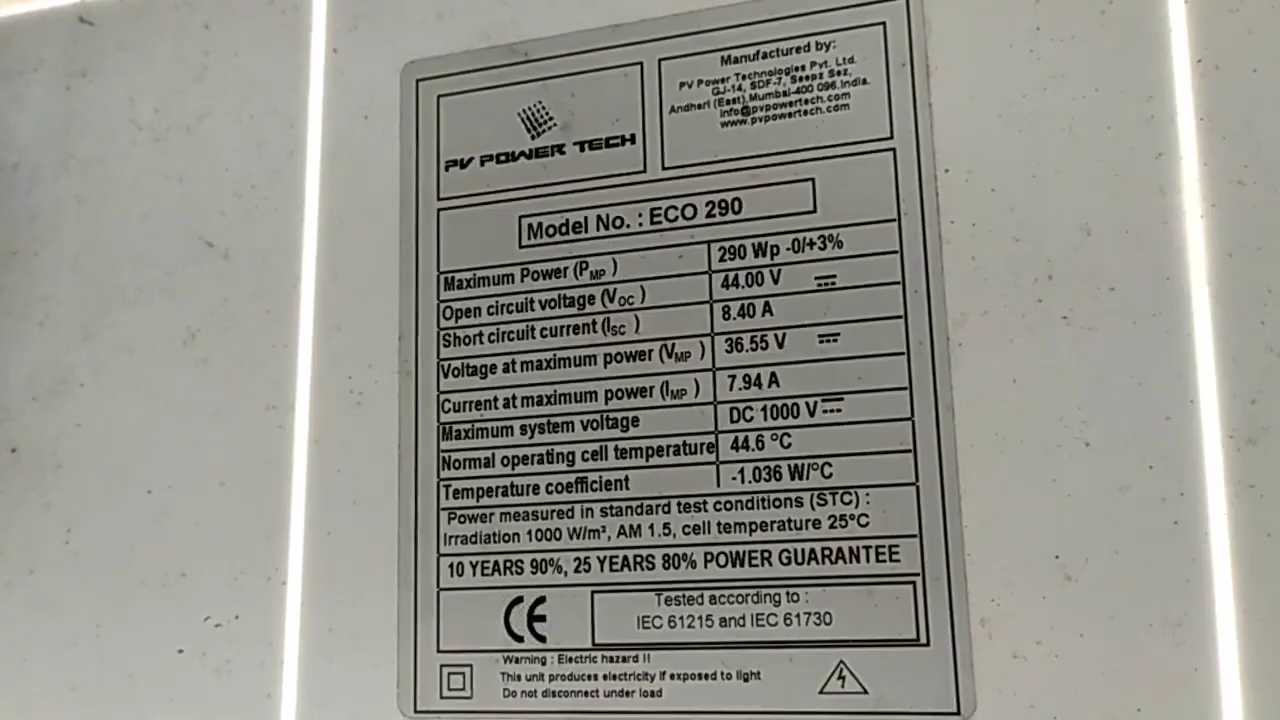 PV POWER TECH
Manufactured by:
PV Power Technologies Pvt. Ltd.
GJ-14, SDF-7, Seepz Sez,
Andheri (East),Mumbai-400 096.India.
info@pvpowertech.com
www.pvpowertech.com
Model No. : ECO 290
Maximum Power (PMP ) 290 Wp -0/+3%
Open circuit voltage (VOC ) 44.00 V
Short circuit current (ISC ) 8.40 A
Voltage at maximum power (VMP ) 36.55 V
Current at maximum power (IMP ) 7.94 A
Maximum system voltage DC 1000 V
Normal operating cell temperature 44.6 °C
Temperature coefficient -1.036 W/°C
Power measured in standard test conditions (STC) :
Irradiation 1000 W/m², AM 1.5, cell temperature 25°C
10 YEARS 90%, 25 YEARS 80% POWER GUARANTEE
CE
Tested according to :
IEC 61215 and IEC 61730
Warning : Electric hazard II
This unit produces electricity if exposed to light
Do not disconnect under load